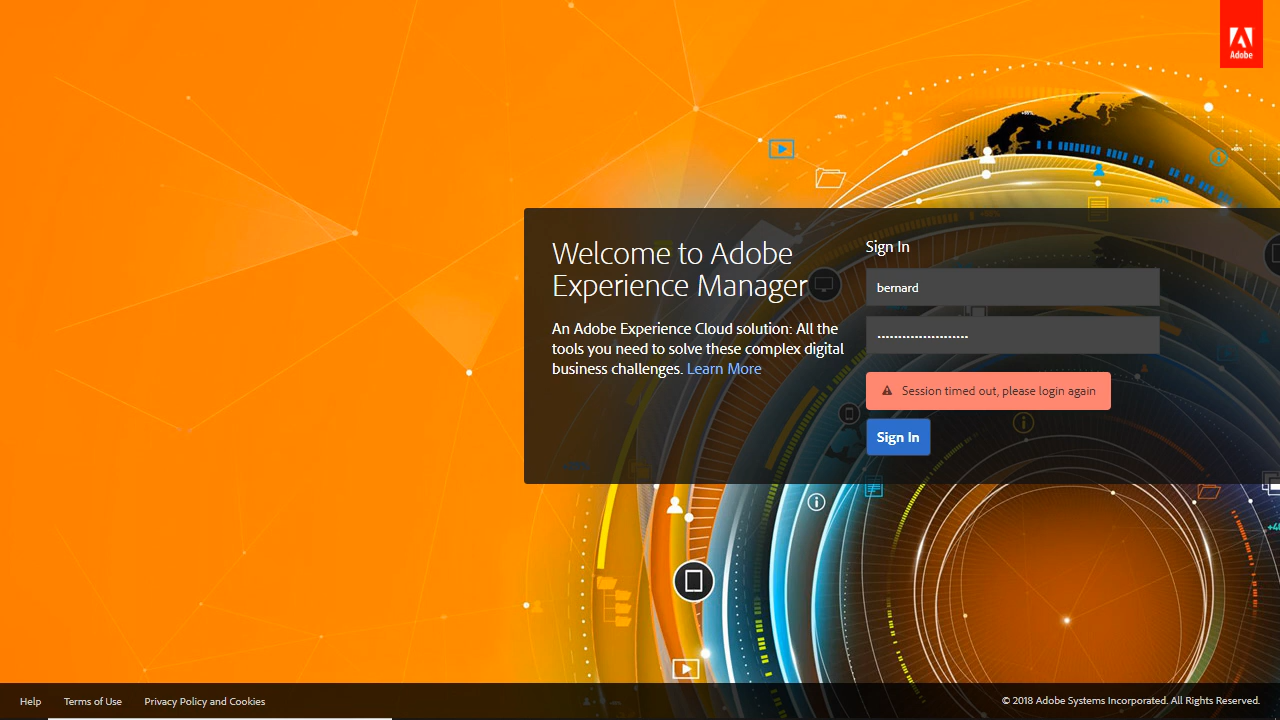 Adobe
Welcome to Adobe
Experience Manager
An Adobe Experience Cloud solution: All the
tools you need to solve these complex digital
business challenges. Learn More
Sign In
bernard
Session timed out, please login again
Sign In
Help
Terms of Use
Privacy Policy and Cookies
© 2018 Adobe Systems Incorporated. All Rights Reserved.